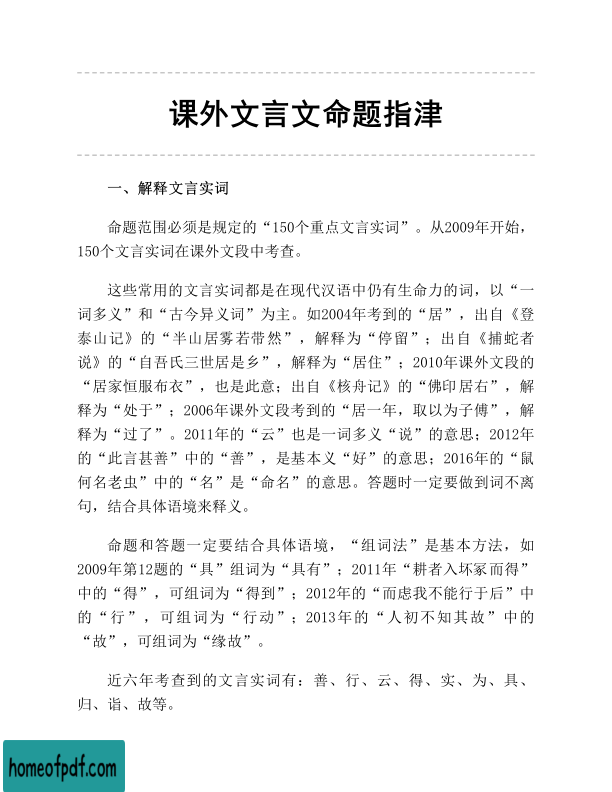 课外文言文命题指津
一、解释文言实词
命题范围必须是规定的“150个重点文言实词”。从2009年开始，
150个文言实词在课外文段中考查。
这些常用的文言实词都是在现代汉语中仍有生命力的词，以“一
词多义”和“古今异义词”为主。如2004年考到的“居”，出自《登
泰山记》的“半山居雾若带然”，解释为“停留”；出自《捕蛇者
说》的“自吾氏三世居是乡”，解释为“居住”；2010年课外文段的
“居家恒服布衣”，也是此意；出自《核舟记》的“佛印居右”，解
释为“处于”；2006年课外文段考到的“居一年，取以为子傅”，解
释为“过了”。2011年的“云”也是一词多义“说”的意思；2012年
的“此言甚善”中的“善”，是基本义“好”的意思；2016年的“鼠
何名老虫”中的“名”是“命名”的意思。答题时一定要做到词不离
句，结合具体语境来释义。
命题和答题一定要结合具体语境，“组词法”是基本方法，如
2009年第12题的“具”组词为“具有”；2011年“耕者入坏冢而得”
中的“得”，可组词为“得到”；2012年的“而虑我不能行于后”中
的“行”，可组词为“行动”；2013年的“人初不知其故”中的
“故”，可组词为“缘故”。
近六年考查到的文言实词有：善、行、云、得、实、为、具、
归、诣、故等。
homeofpdf.com